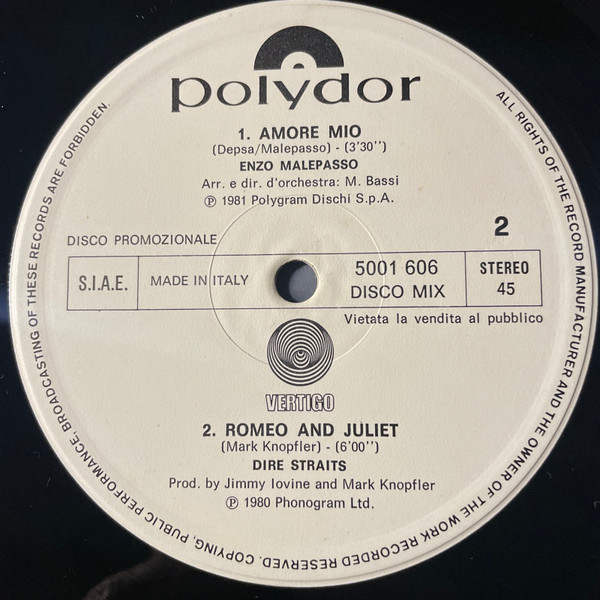 polydor
1. AMORE MIO
(Depsa/Malepasso) - (3'30'')
ENZO MALEPASSO
Arr. e dir. d'orchestra: M. Bassi
℗ 1981 Polygram Dischi S.p.A.
DISCO PROMOZIONALE
2
S.I.A.E.
MADE IN ITALY
5001 606
DISCO MIX
STEREO
45
Vietata la vendita al pubblico
VERTIGO
2. ROMEO AND JULIET
(Mark Knopfler) - (6'00'')
DIRE STRAITS
Prod. by Jimmy Iovine and Mark Knopfler
℗ 1980 Phonogram Ltd.
ALL RIGHTS OF THE RECORD MANUFACTURER AND THE OWNER OF THE WORK RECORDED RESERVED. COPYING, PUBLIC PERFORMANCE, BROADCASTING OF THESE RECORDS ARE FORBIDDEN.